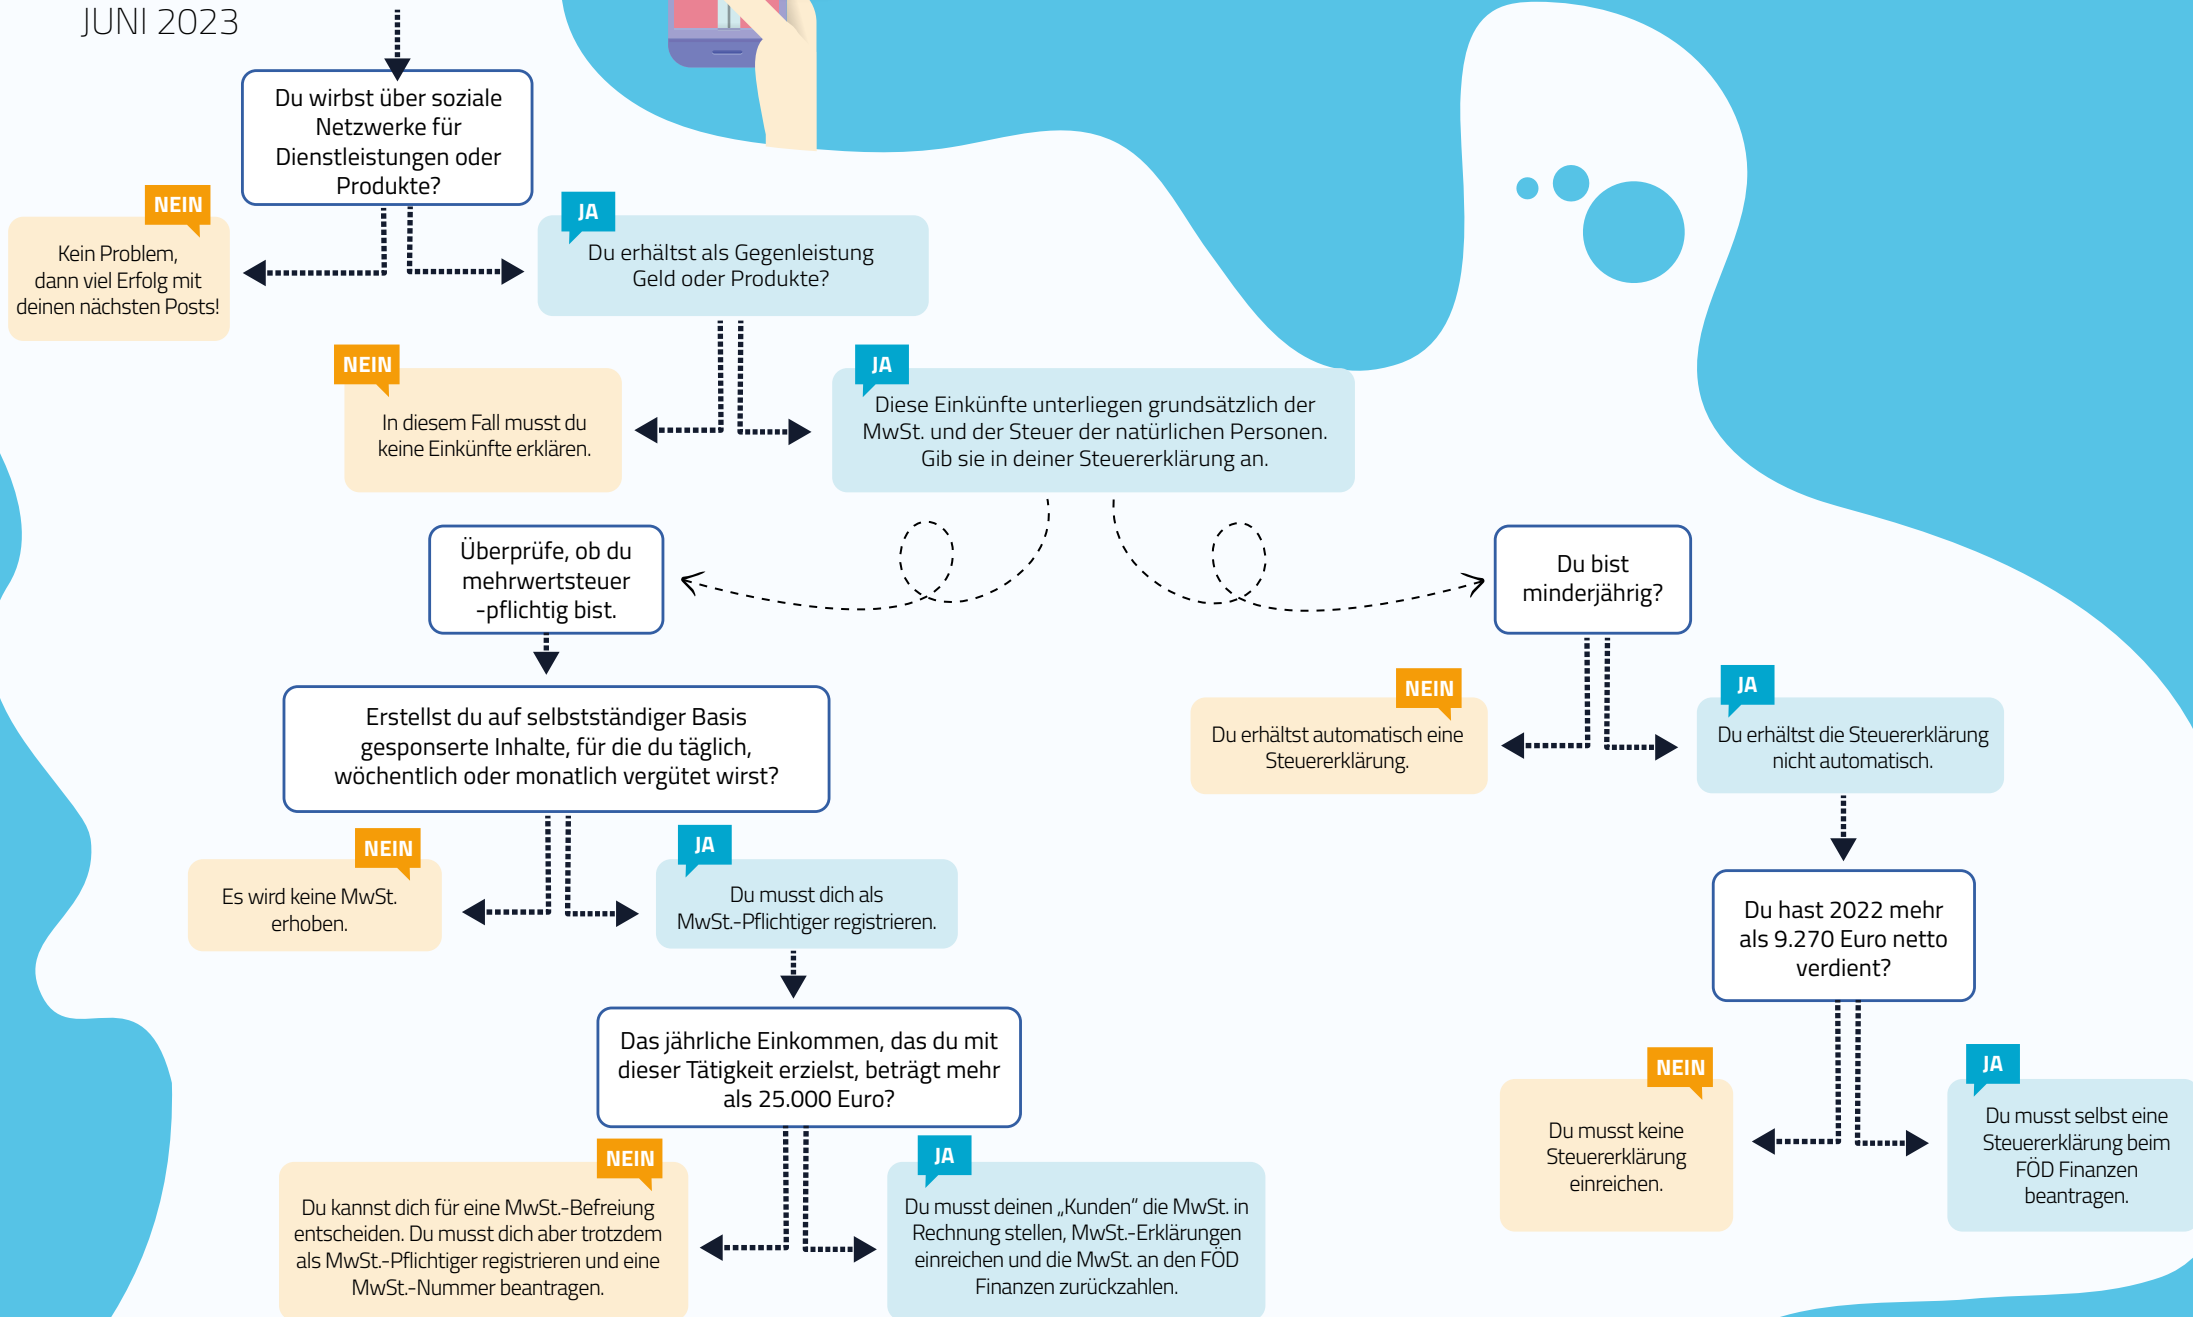 JUNI 2023
Du wirbst über soziale
Netzwerke für
Dienstleistungen oder
Produkte?
NEIN
Kein Problem,
dann viel Erfolg mit
deinen nächsten Posts!
JA
Du erhältst als Gegenleistung
Geld oder Produkte?
NEIN
In diesem Fall musst du
keine Einkünfte erklären.
JA
Diese Einkünfte unterliegen grundsätzlich der
MwSt. und der Steuer der natürlichen Personen.
Gib sie in deiner Steuererklärung an.
Überprüfe, ob du
mehrwertsteuer
-pflichtig bist.
Erstellst du auf selbstständiger Basis
gesponserte Inhalte, für die du täglich,
wöchentlich oder monatlich vergütet wirst?
NEIN
Es wird keine MwSt.
erhoben.
JA
Du musst dich als
MwSt.-Pflichtiger registrieren.
Das jährliche Einkommen, das du mit
dieser Tätigkeit erzielst, beträgt mehr
als 25.000 Euro?
NEIN
Du kannst dich für eine MwSt.-Befreiung
entscheiden. Du musst dich aber trotzdem
als MwSt.-Pflichtiger registrieren und eine
MwSt.-Nummer beantragen.
JA
Du musst deinen „Kunden“ die MwSt. in
Rechnung stellen, MwSt.-Erklärungen
einreichen und die MwSt. an den FÖD
Finanzen zurückzahlen.
Du bist
minderjährig?
NEIN
Du erhältst automatisch eine
Steuererklärung.
JA
Du erhältst die Steuererklärung
nicht automatisch.
Du hast 2022 mehr
als 9.270 Euro netto
verdient?
NEIN
Du musst keine
Steuererklärung
einreichen.
JA
Du musst selbst eine
Steuererklärung beim
FÖD Finanzen
beantragen.